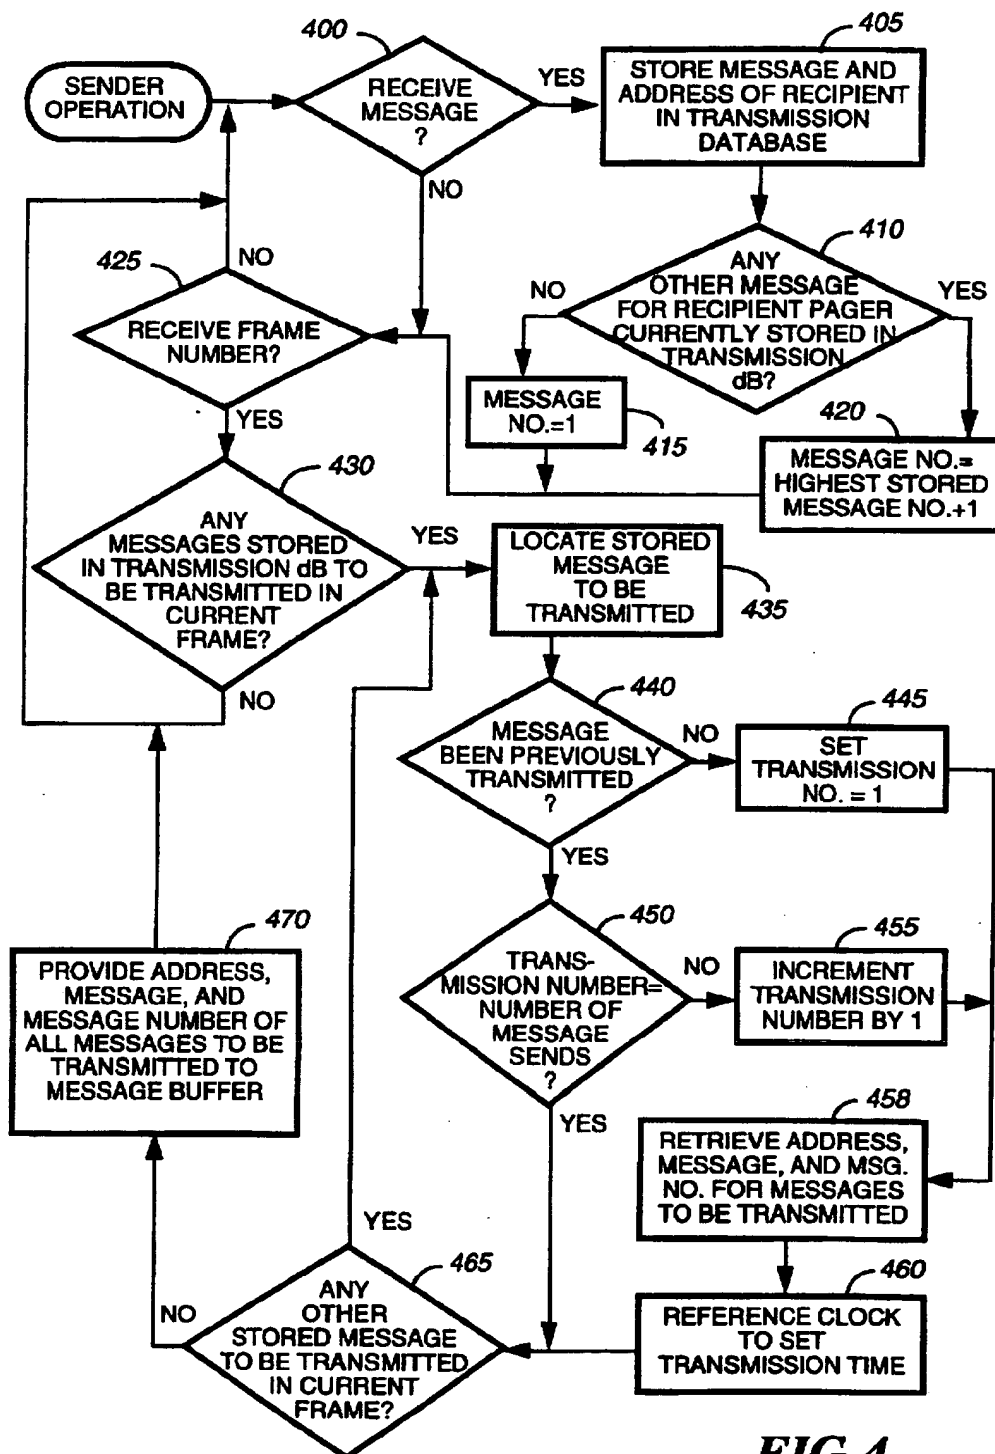 400
405
SENDER
OPERATION
RECEIVE
MESSAGE
?
YES
STORE MESSAGE AND
ADDRESS OF RECIPIENT
IN TRANSMISSION
DATABASE
NO
410
425
NO
ANY
OTHER MESSAGE
FOR RECIPIENT PAGER
CURRENTLY STORED IN
TRANSMISSION
dB?
NO
YES
RECEIVE FRAME
NUMBER?
YES
MESSAGE
NO.=1
415
420
MESSAGE NO.=
HIGHEST STORED
MESSAGE NO.+1
430
ANY
MESSAGES STORED
IN TRANSMISSION dB TO
BE TRANSMITTED IN
CURRENT
FRAME?
YES
NO
LOCATE STORED
MESSAGE
TO BE
TRANSMITTED
435
440
MESSAGE
BEEN PREVIOUSLY
TRANSMITTED
?
NO
YES
445
SET
TRANSMISSION
NO. = 1
450
TRANS-
MISSION NUMBER=
NUMBER OF
MESSAGE
SENDS
?
NO
YES
455
INCREMENT
TRANSMISSION
NUMBER BY 1
470
PROVIDE ADDRESS,
MESSAGE, AND
MESSAGE NUMBER OF
ALL MESSAGES TO BE
TRANSMITTED TO
MESSAGE BUFFER
458
RETRIEVE ADDRESS,
MESSAGE, AND MSG.
NO. FOR MESSAGES
TO BE TRANSMITTED
460
REFERENCE CLOCK
TO SET
TRANSMISSION TIME
YES
465
NO
ANY
OTHER
STORED MESSAGE
TO BE TRANSMITTED
IN CURRENT
FRAME?
FIG.4